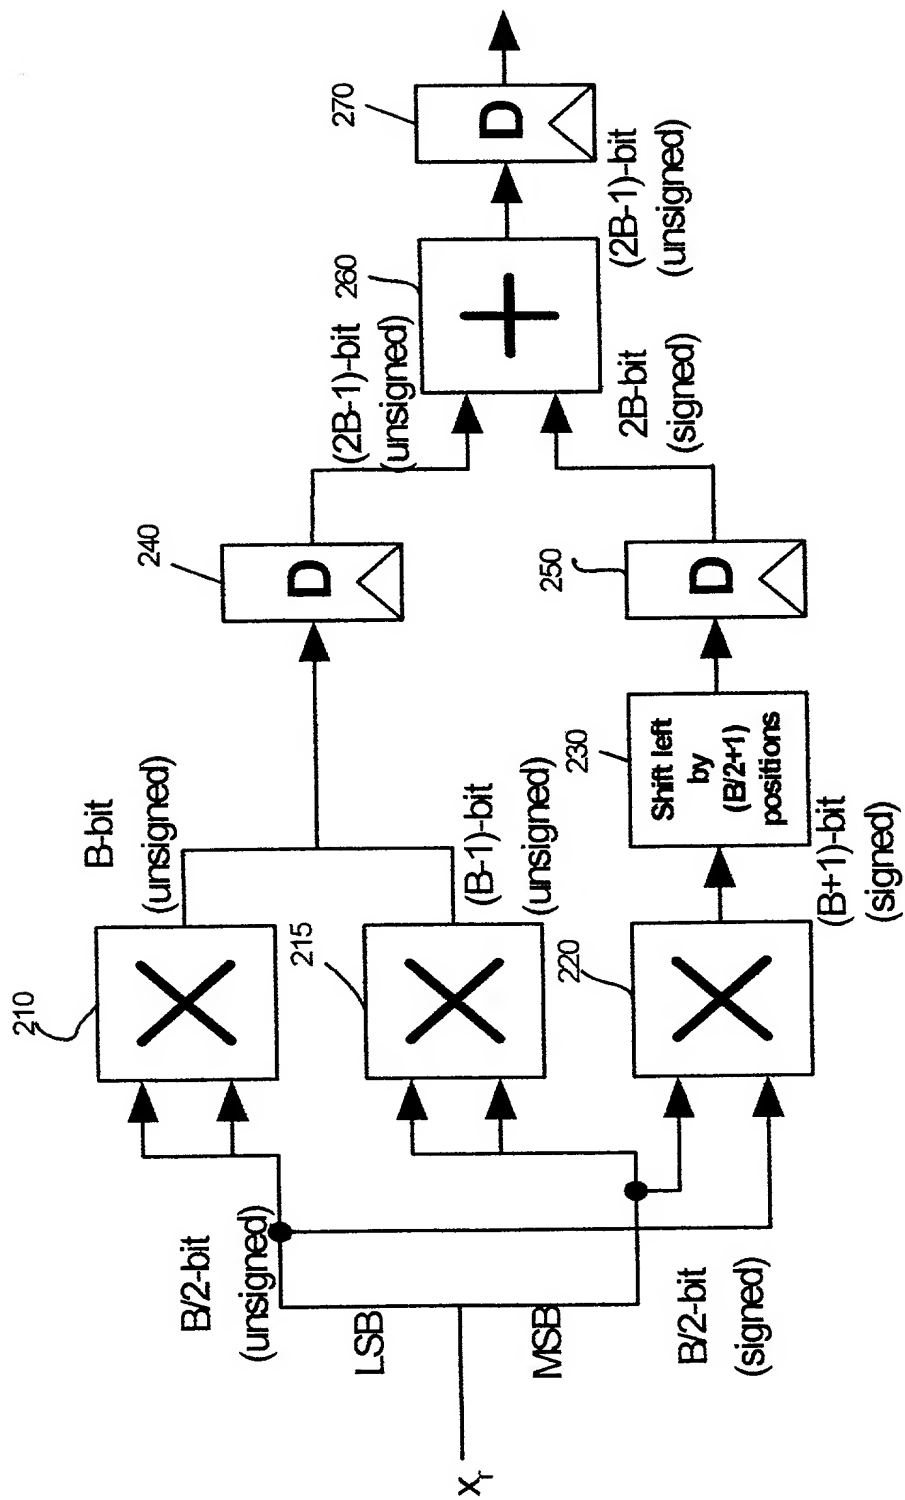 X_r
LSB
MSB
B/2-bit
(unsigned)
B/2-bit
(signed)
210
215
220
B-bit
(unsigned)
(B-1)-bit
(unsigned)
(B+1)-bit
(signed)
230
Shift left
by
(B/2+1)
positions
240
D
250
D
(2B-1)-bit
(unsigned)
2B-bit
(signed)
260
(2B-1)-bit
(unsigned)
270
D